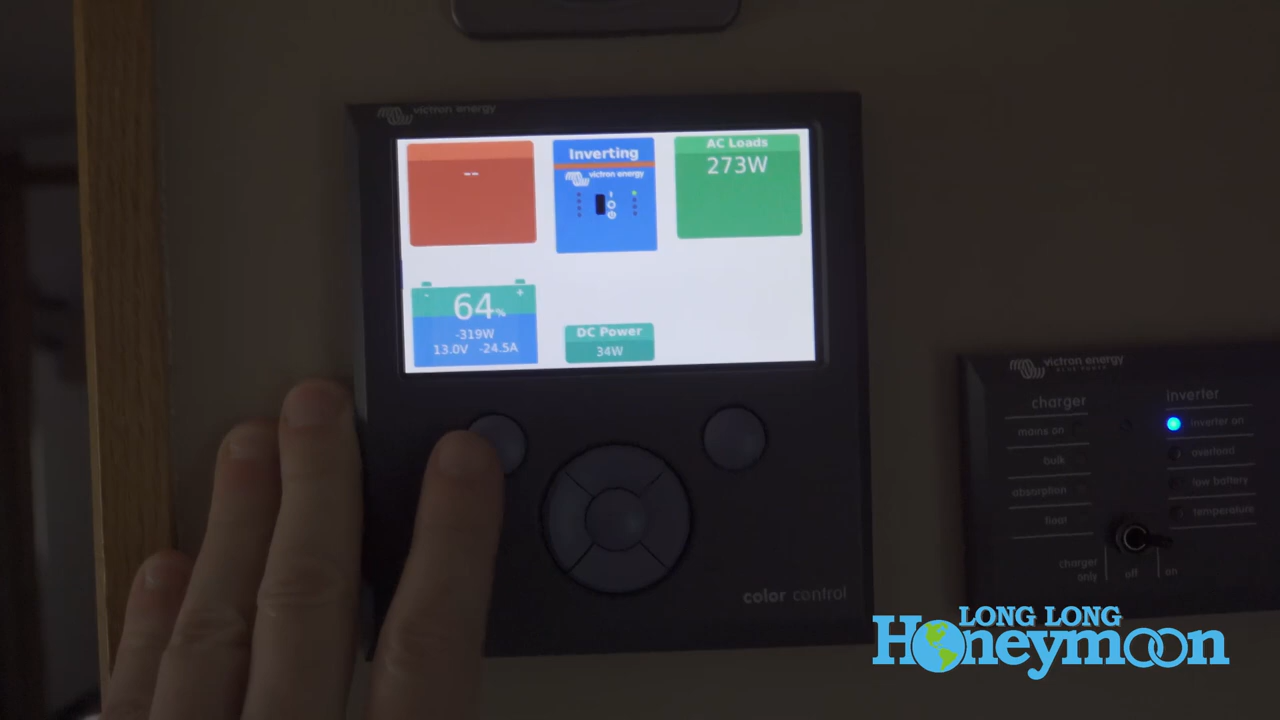 victron energy
--
Inverting
victron energy
AC Loads
273W
- +
64%
-319W
13.0V -24.5A
DC Power
34W
color control
victron energy
BLUE POWER
charger
mains on
bulk
absorption
float
inverter
inverter on
overload
low battery
temperature
charger
only
off
on
LONG LONG
Honeymoon